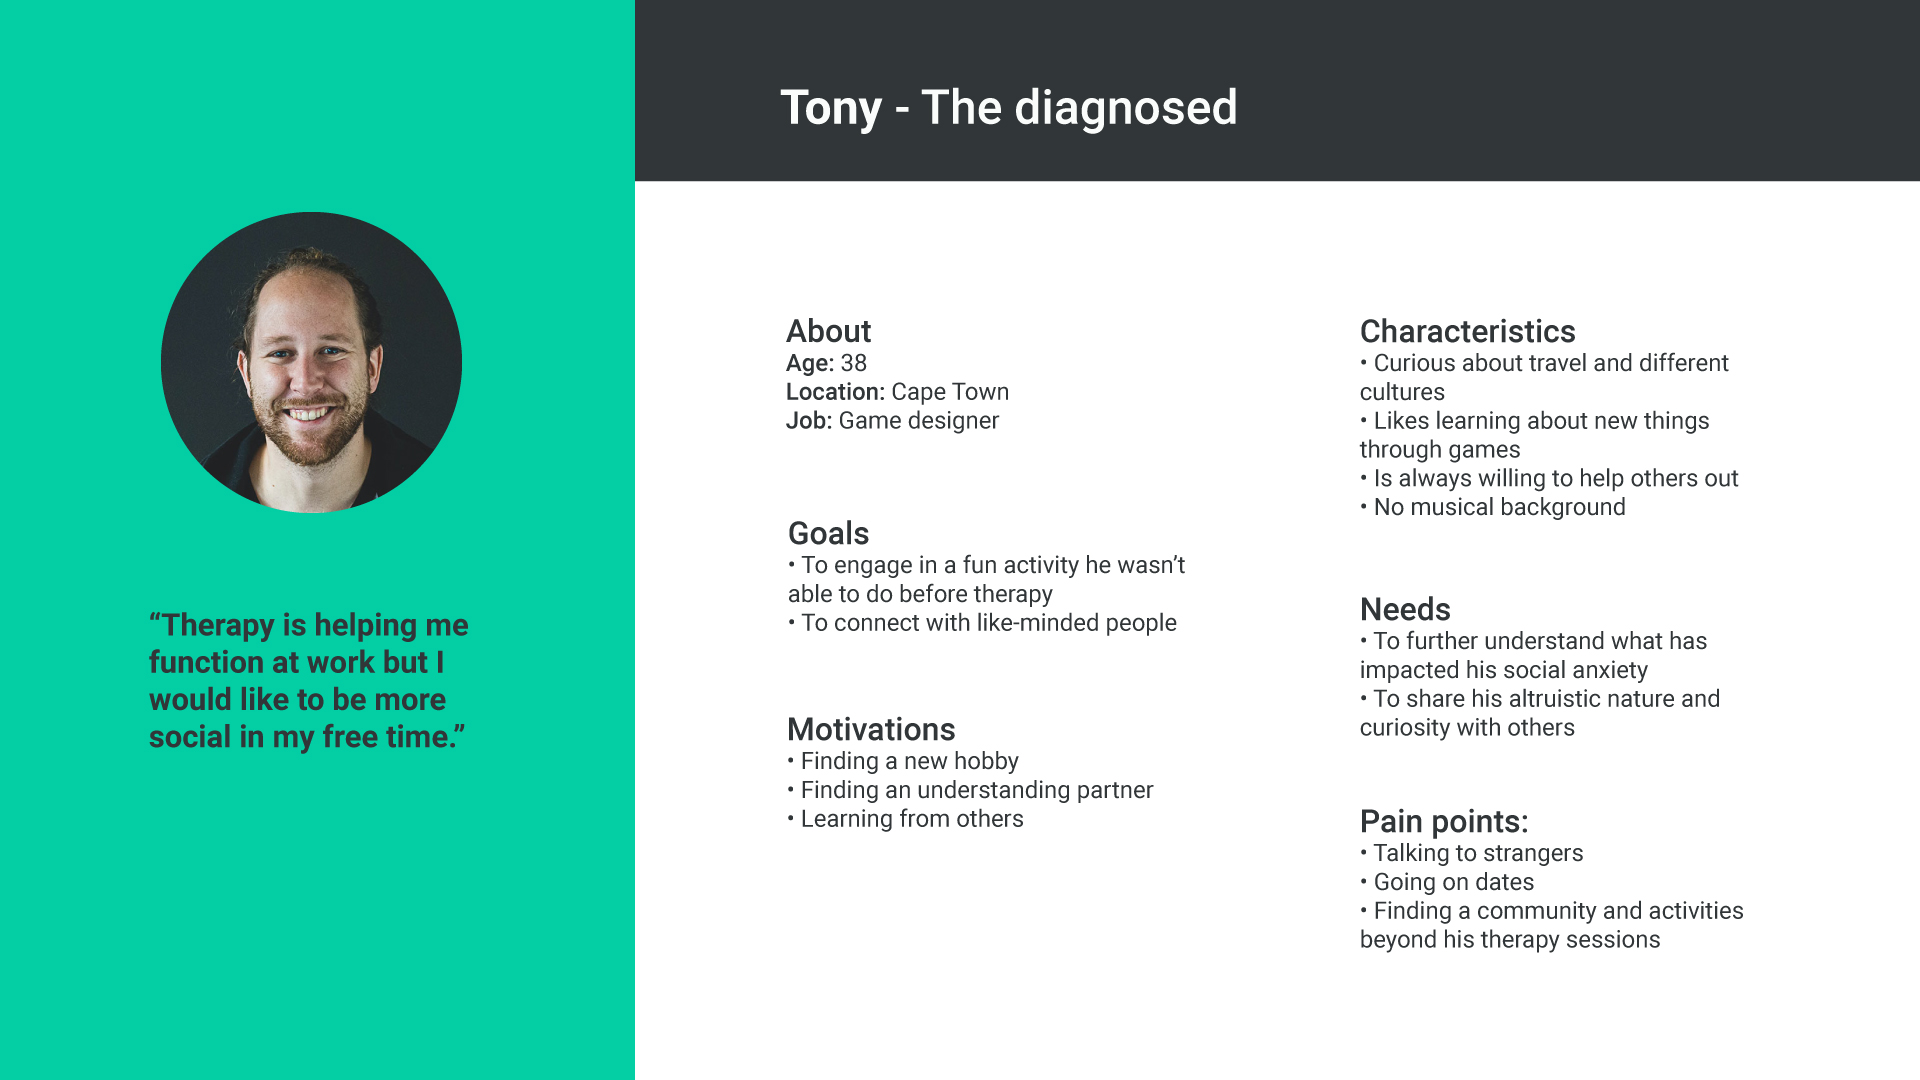 Tony - The diagnosed
“Therapy is helping me
function at work but I
would like to be more
social in my free time.”
About
Age: 38
Location: Cape Town
Job: Game designer
Goals
• To engage in a fun activity he wasn’t
able to do before therapy
• To connect with like-minded people
Motivations
• Finding a new hobby
• Finding an understanding partner
• Learning from others
Characteristics
• Curious about travel and different
cultures
• Likes learning about new things
through games
• Is always willing to help others out
• No musical background
Needs
• To further understand what has
impacted his social anxiety
• To share his altruistic nature and
curiosity with others
Pain points:
• Talking to strangers
• Going on dates
• Finding a community and activities
beyond his therapy sessions